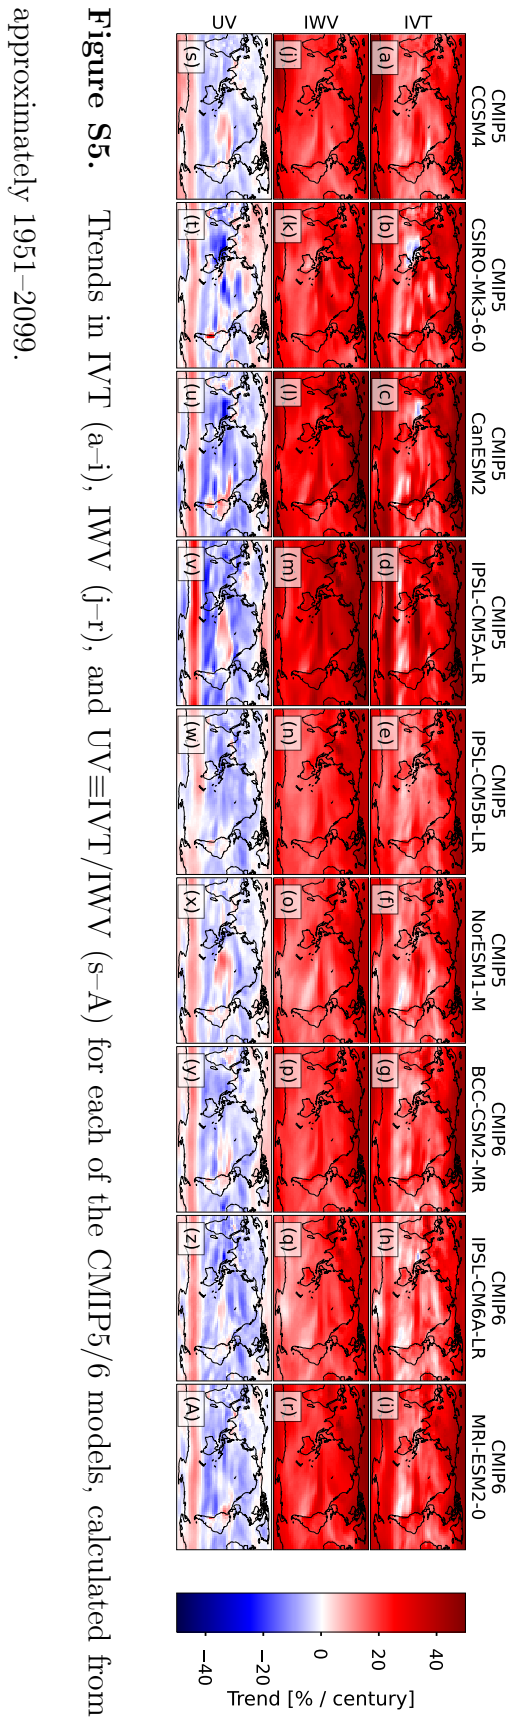 CMIP5 CMIP5 CMIP5 CMIP5 CMIP5 CMIP5 CMIP6 CMIP6 CMIP6
CCSM4 CSIRO-Mk3-6-0 CanESM2 IPSL-CM5A-LR IPSL-CM5B-LR NorESM1-M BCC-CSM2-MR IPSL-CM6A-LR MRI-ESM2-0
IVT (a) (b) (c) (d) (e) (f) (g) (h) (i)
IWV (j) (k) (l) (m) (n) (o) (p) (q) (r)
UV (s) (t) (u) (v) (w) (x) (y) (z) (A)
40
20
0
−20
−40
Trend [% / century]
Figure S5. Trends in IVT (a–i), IWV (j–r), and UV≡IVT/IWV (s–A) for each of the CMIP5/6 models, calculated from
approximately 1951–2099.